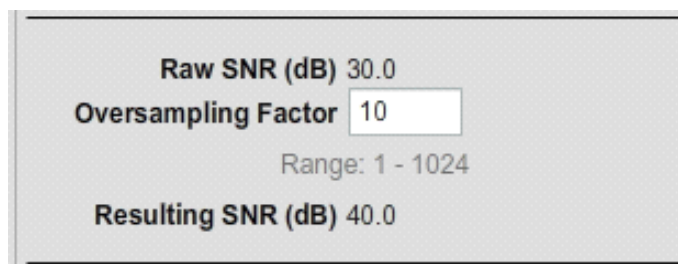 Raw SNR (dB) 30.0
Oversampling Factor 10
Range: 1 - 1024
Resulting SNR (dB) 40.0